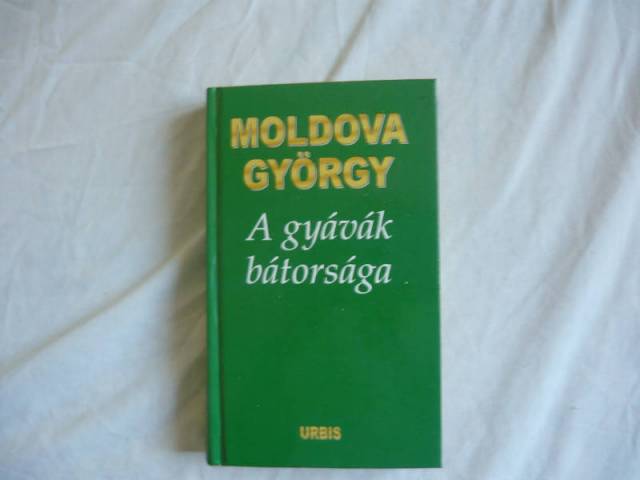 MOLDOVA
GYÖRGY
A gyávák
bátorsága
URBIS